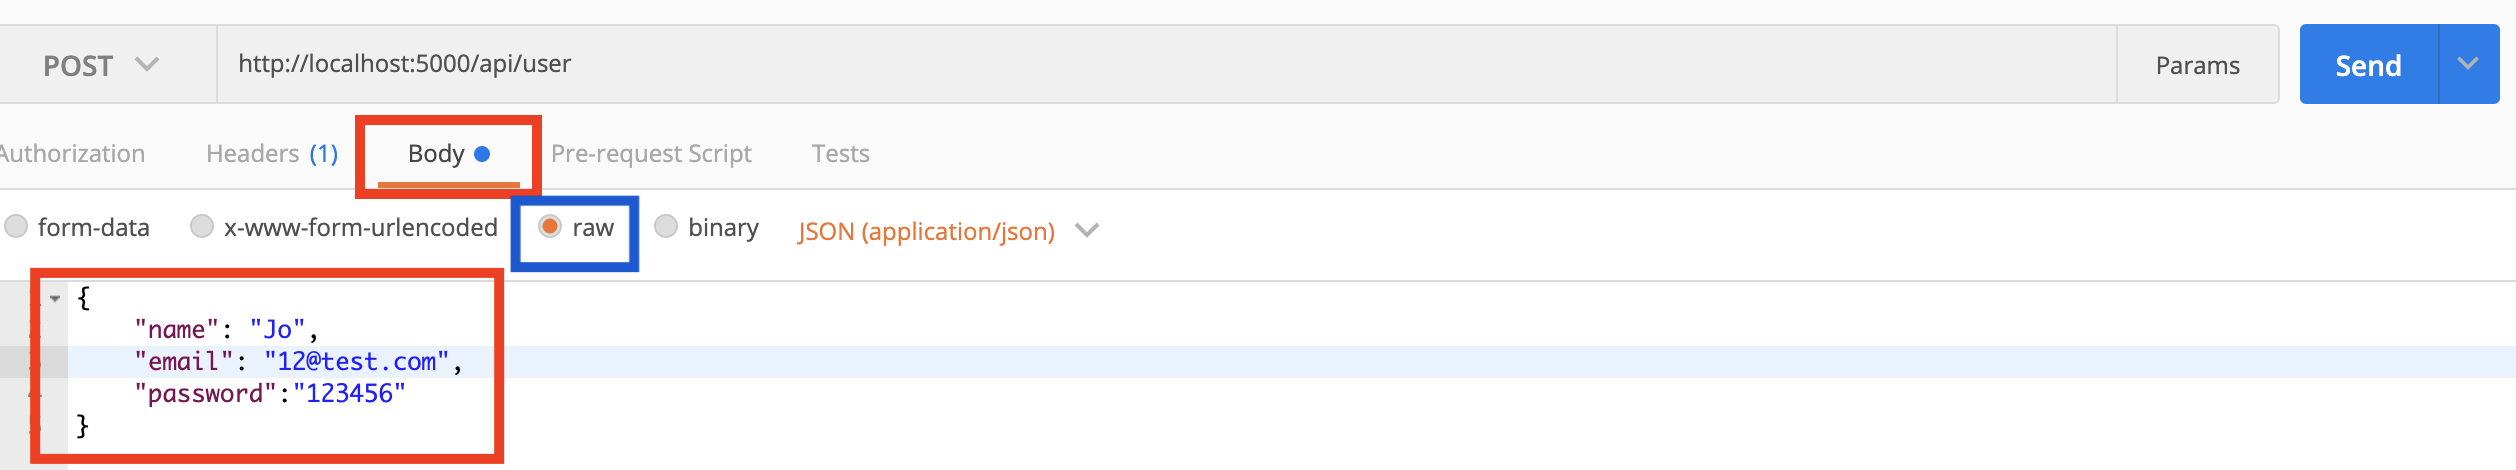 POST http://localhost:5000/api/user Params Send
Authorization Headers (1) Body Pre-request Script Tests
form-data x-www-form-urlencoded raw binary JSON (application/json)
{
"name": "Jo",
"email": "12@test.com",
"password":"123456"
}